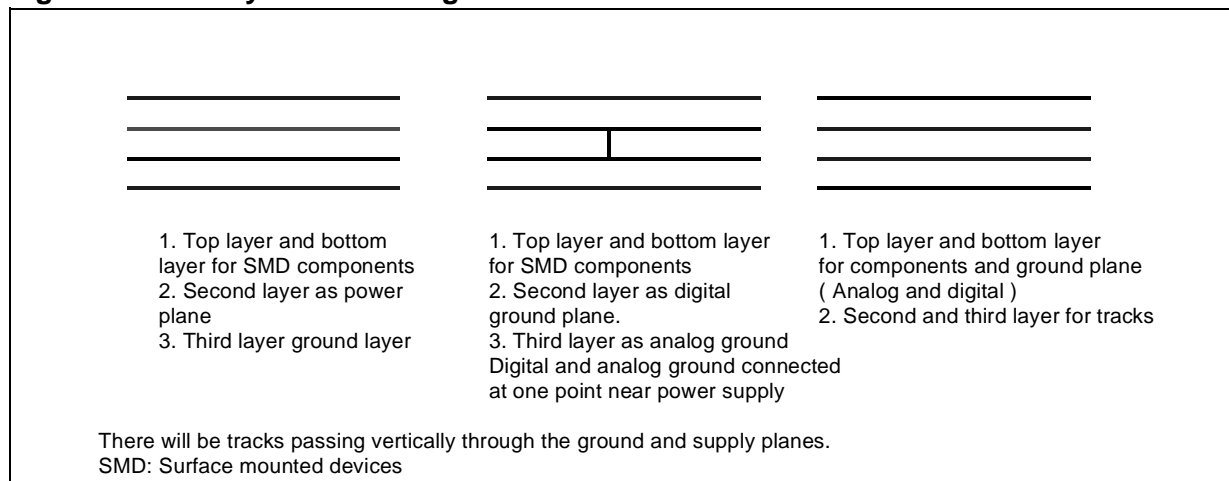 1. Top layer and bottom
layer for SMD components
2. Second layer as power
plane
3. Third layer ground layer
1. Top layer and bottom layer
for SMD components
2. Second layer as digital
ground plane.
3. Third layer as analog ground
Digital and analog ground connected
at one point near power supply
1. Top layer and bottom layer
for components and ground plane
( Analog and digital )
2. Second and third layer for tracks
There will be tracks passing vertically through the ground and supply planes.
SMD: Surface mounted devices